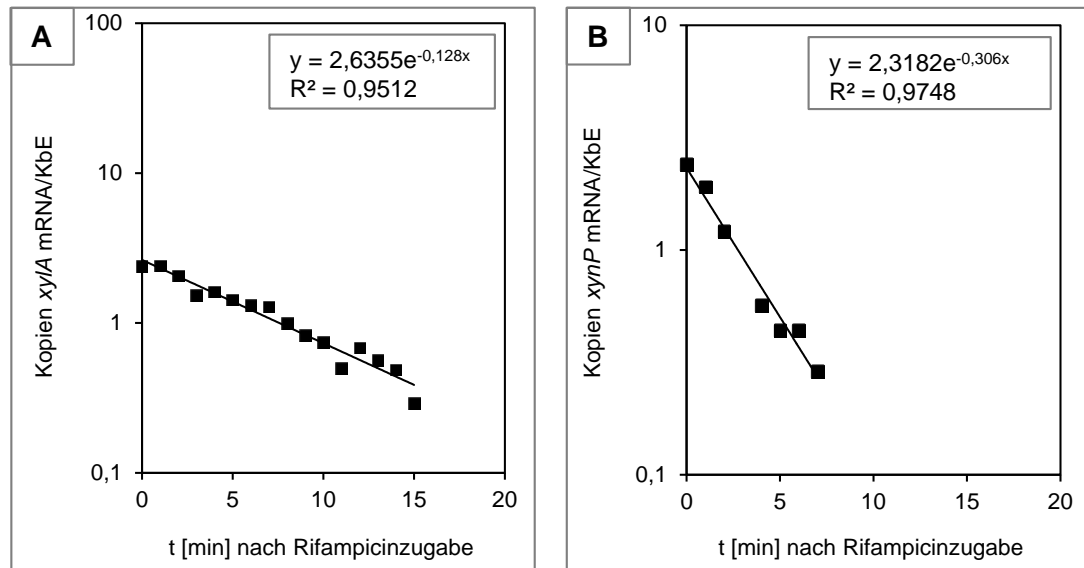 A
y = 2,6355e-0,128x
R² = 0,9512
100
10
1
0,1
0
5
10
15
20
Kopien xylA mRNA/KbE
t [min] nach Rifampicinzugabe
B
y = 2,3182e-0,306x
R² = 0,9748
10
1
0,1
0
5
10
15
20
Kopien xynP mRNA/KbE
t [min] nach Rifampicinzugabe